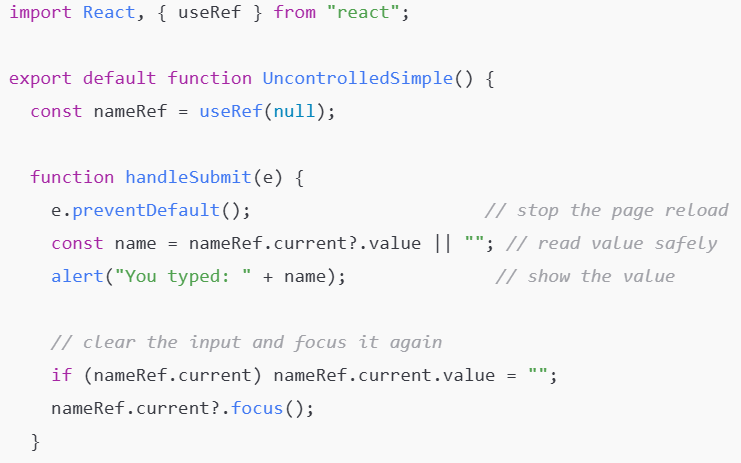 import React, { useRef } from "react";
export default function UncontrolledSimple() {
const nameRef = useRef(null);
function handleSubmit(e) {
e.preventDefault(); // stop the page reload
const name = nameRef.current?.value || ""; // read value safely
alert("You typed: " + name); // show the value
// clear the input and focus it again
if (nameRef.current) nameRef.current.value = "";
nameRef.current?.focus();
}